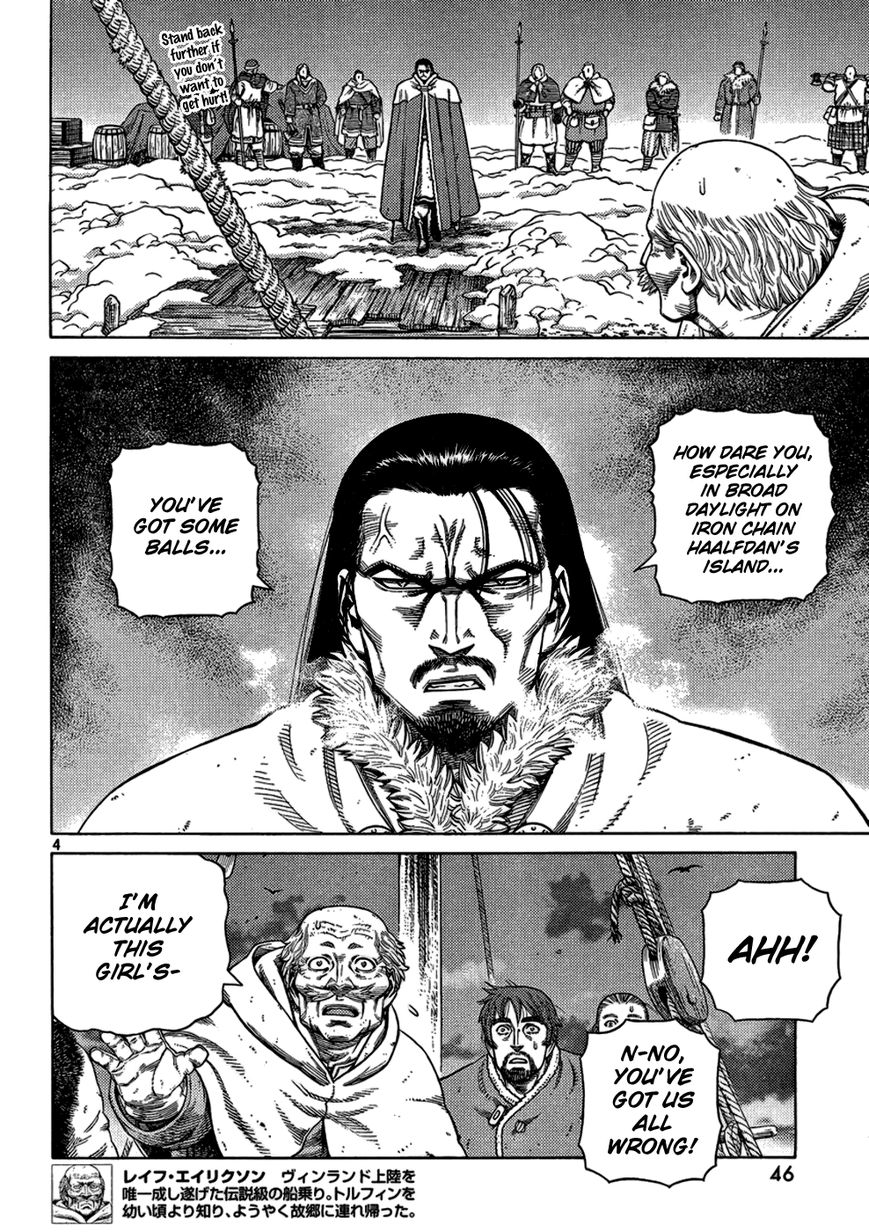 Stand back
further if
you don't
want to
get hurt!
HOW DARE YOU,
ESPECIALLY
IN BROAD
DAYLIGHT ON
IRON CHAIN
HAALFDAN'S
ISLAND...
YOU'VE
GOT SOME
BALLS...
4
AHH!
N-NO,
YOU'VE
GOT US
ALL
WRONG!
I'M
ACTUALLY
THIS
GIRL'S-
レイフ・エイリクソン ヴィンランド上陸を
唯一成し遂げた伝説級の船乗り。トルフィンを
幼い頃より知り、ようやく故郷に連れ帰った。
46